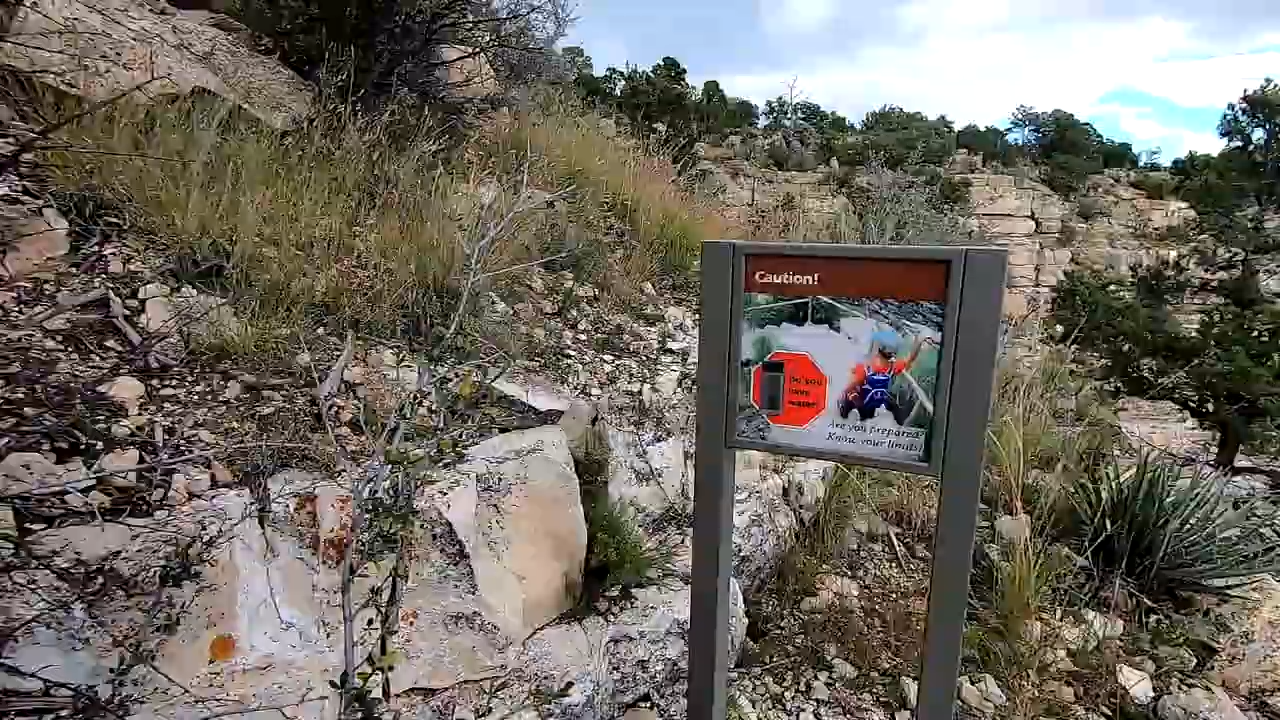 Caution!
Do you
have
water?
Are you prepared?
Know your limits!